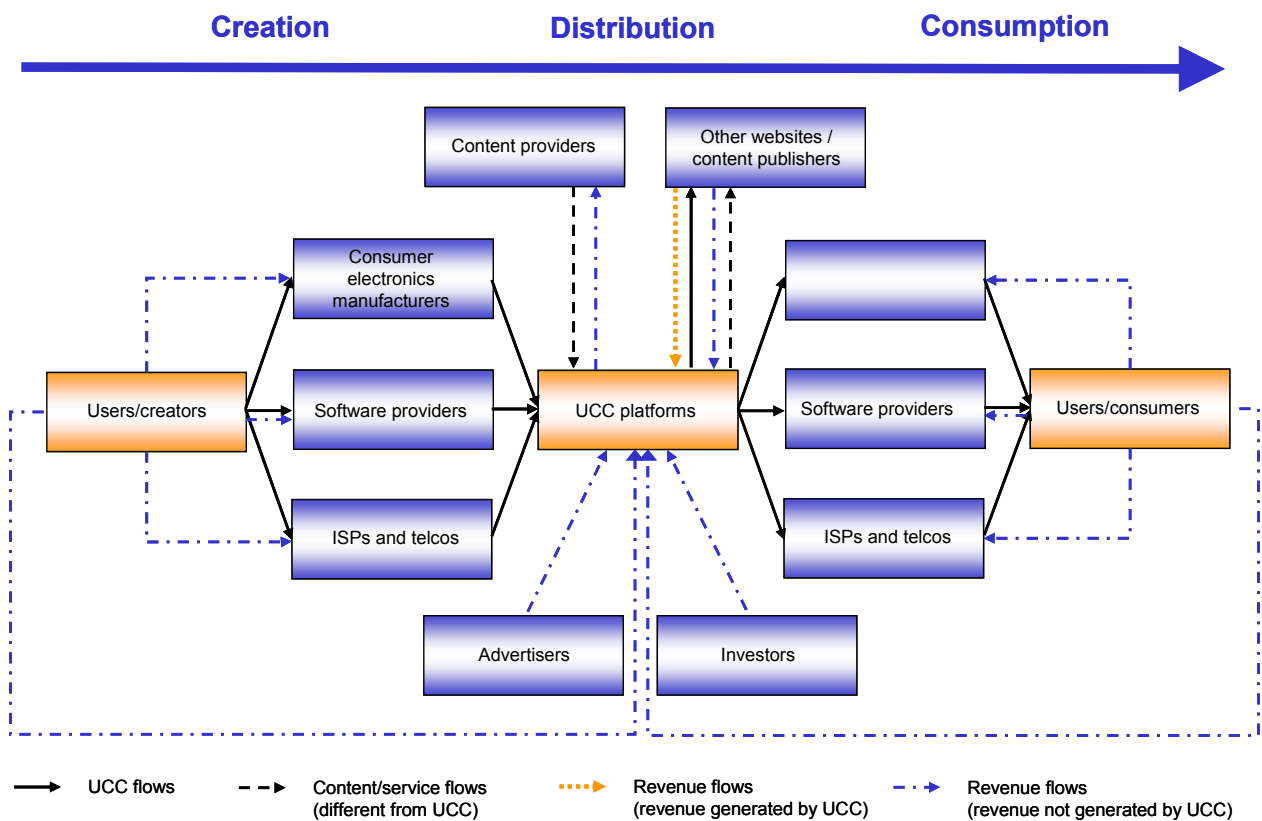 Creation
Distribution
Consumption
Content providers
Other websites /
content publishers
Consumer
electronics
manufacturers
Users/creators
Software providers
UCC platforms
Software providers
Users/consumers
ISPs and telcos
ISPs and telcos
Advertisers
Investors
UCC flows
Content/service flows
(different from UCC)
Revenue flows
(revenue generated by UCC)
Revenue flows
(revenue not generated by UCC)